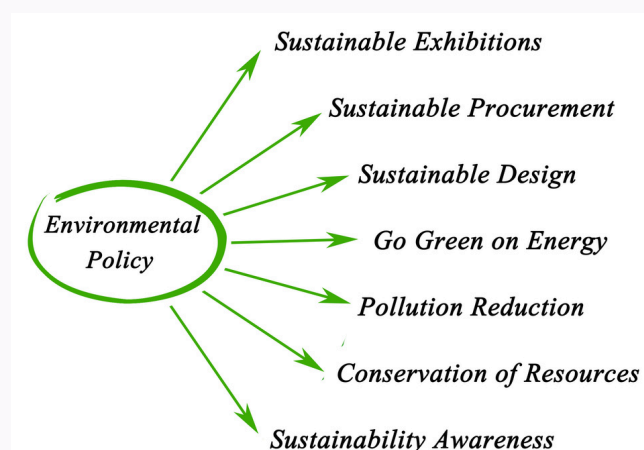 Sustainable Exhibitions
Sustainable Procurement
Sustainable Design
Environmental
Policy
Go Green on Energy
Pollution Reduction
Conservation of Resources
Sustainability Awareness